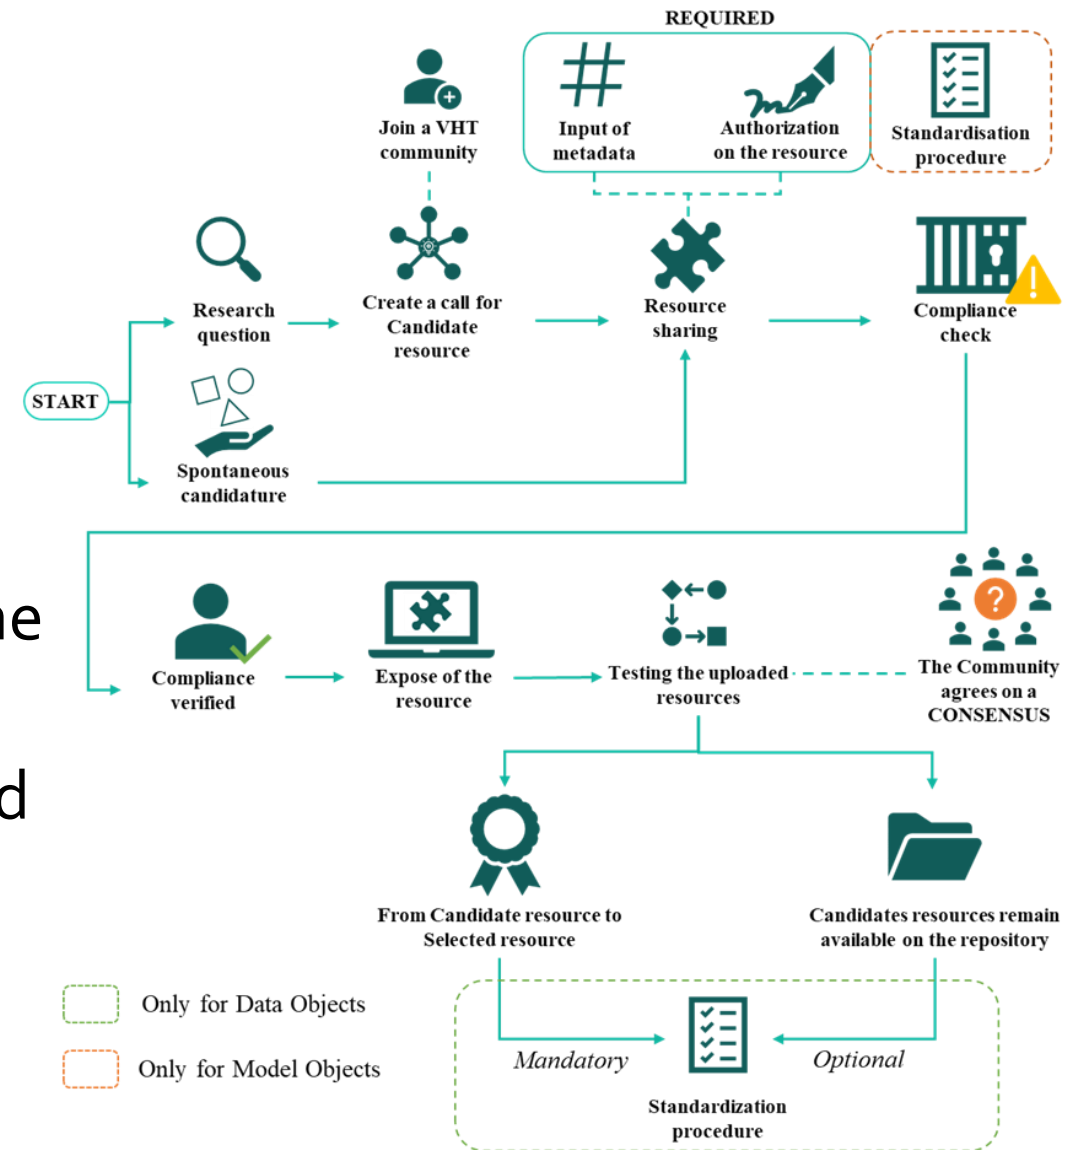 REQUIRED
Join a VHT
community
Input of
metadata
Authorization
on the resource
Standardisation
procedure
Research
question
Create a call for
Candidate
resource
Resource
sharing
Compliance
check
START
Spontaneous
candidature
ne
d
Compliance
verified
Expose of the
resource
Testing the uploaded
resources
?
The Community
agrees on a
CONSENSUS
From Candidate resource to
Selected resource
Candidates resources remain
available on the repository
Only for Data Objects
Only for Model Objects
Mandatory
Optional
Standardization
procedure